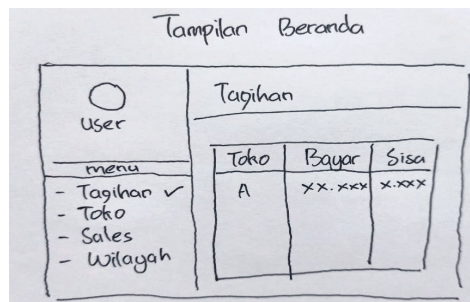 Tampilan Beranda
user
menu
- Tagihan ✓
- Toko
- Sales
- Wilayah
Tagihan
Toko Bayar Sisa
A xx.xxx x.xxx